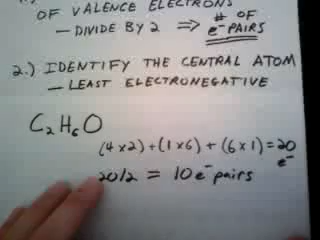 OF VALENCE ELECTRONS
– DIVIDE BY 2 ⇒ # OF e⁻ PAIRS
2.) IDENTIFY THE CENTRAL ATOM
– LEAST ELECTRONEGATIVE
C₂H₆O
(4×2)+(1×6)+(6×1)=20 e⁻
20/2 = 10 e⁻ pairs